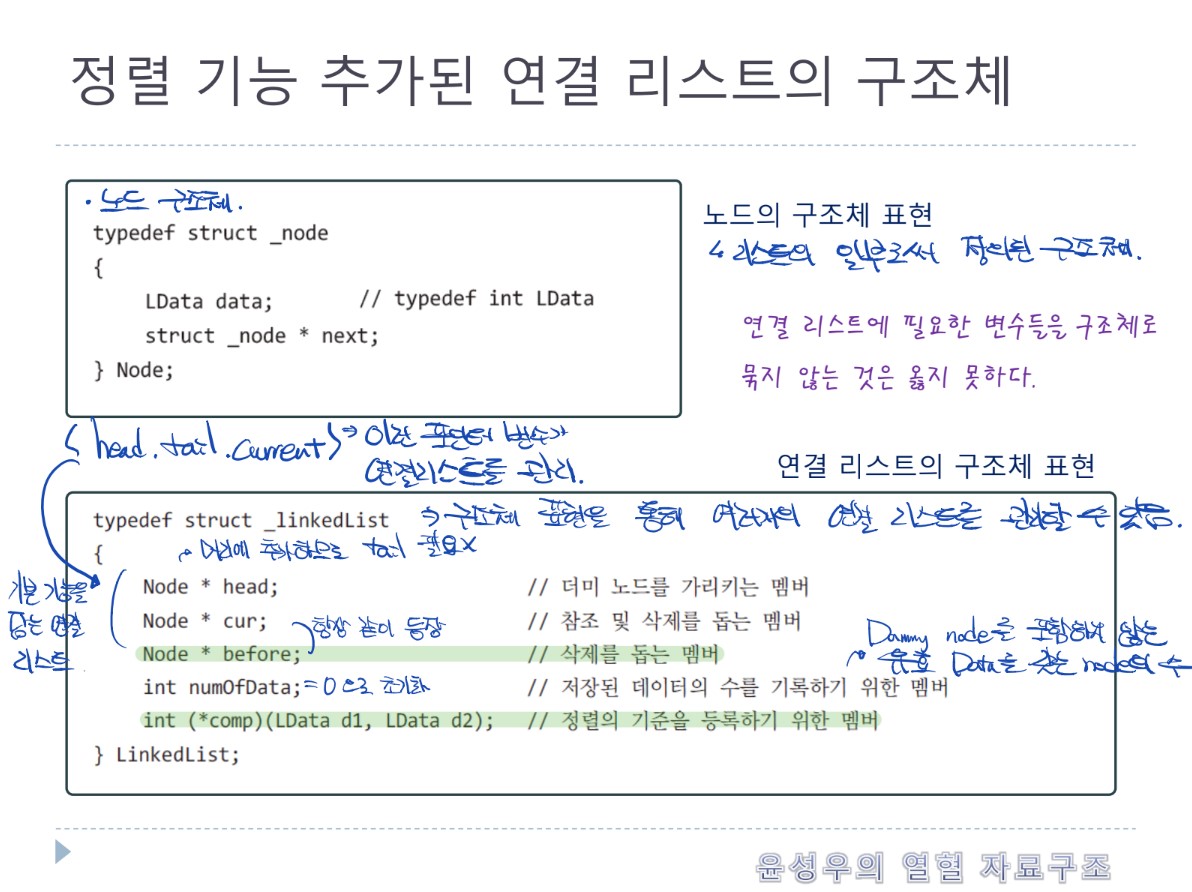 정렬 기능 추가된 연결 리스트의 구조체
• 노드 구조체.
typedef struct _node
{
LData data; // typedef int LData
struct _node * next;
} Node;
노드의 구조체 표현
↳ 리스트의 일부로써 정의된 구조체.
연결 리스트에 필요한 변수들을 구조체로
묶지 않는 것은 옳지 못하다.
< head.tail.current > → 이런 포인터 변수가
연결리스트를 관리.
연결 리스트의 구조체 표현
typedef struct _linkedList → 구조체 표현을 통해 여러개의 연결 리스트를 관리할 수 있음.
{ 머리에 추가하므로 tail 필요X
Node * head; // 더미 노드를 가리키는 멤버
Node * cur; // 참조 및 삭제를 돕는 멤버
항상 같이 등장
Node * before; // 삭제를 돕는 멤버
int numOfData; =0 으로 초기화 // 저장된 데이터의 수를 기록하기 위한 멤버
int (*comp)(LData d1, LData d2); // 정렬의 기준을 등록하기 위한 멤버
} LinkedList;
기본 기능을
담는 연결
리스트
Dammy node를 포함하지 않는
유효 Data를 갖는 node의 수
윤성우의 열혈 자료구조